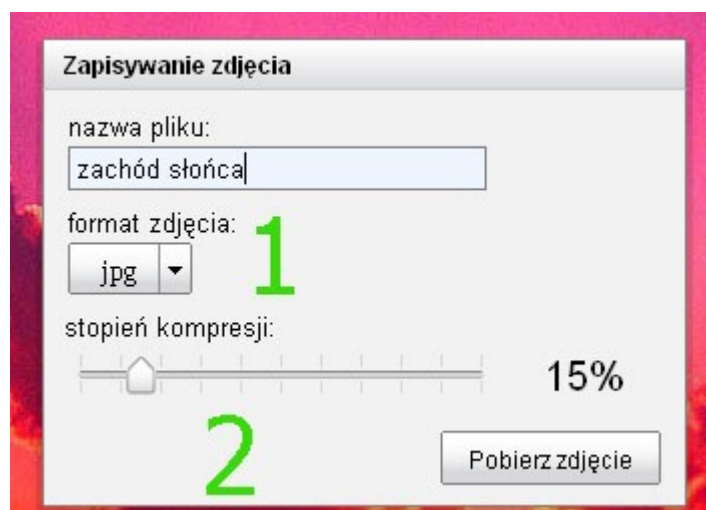 Zapisywanie zdjęcia
nazwa pliku:
zachód słońca
format zdjęcia:
1
jpg
stopień kompresji:
15%
2
Pobierz zdjęcie